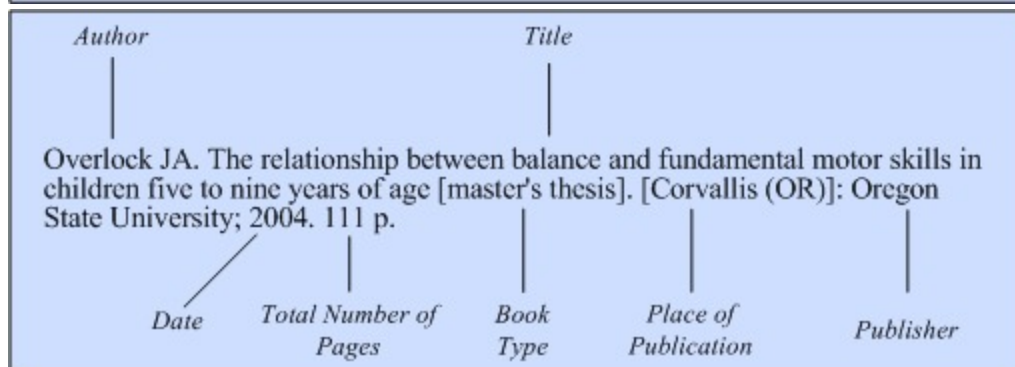 Author Title
Overlock JA. The relationship between balance and fundamental motor skills in
children five to nine years of age [master's thesis]. [Corvallis (OR)]: Oregon
State University; 2004. 111 p.
Date Total Number of Pages Book Type Place of Publication Publisher